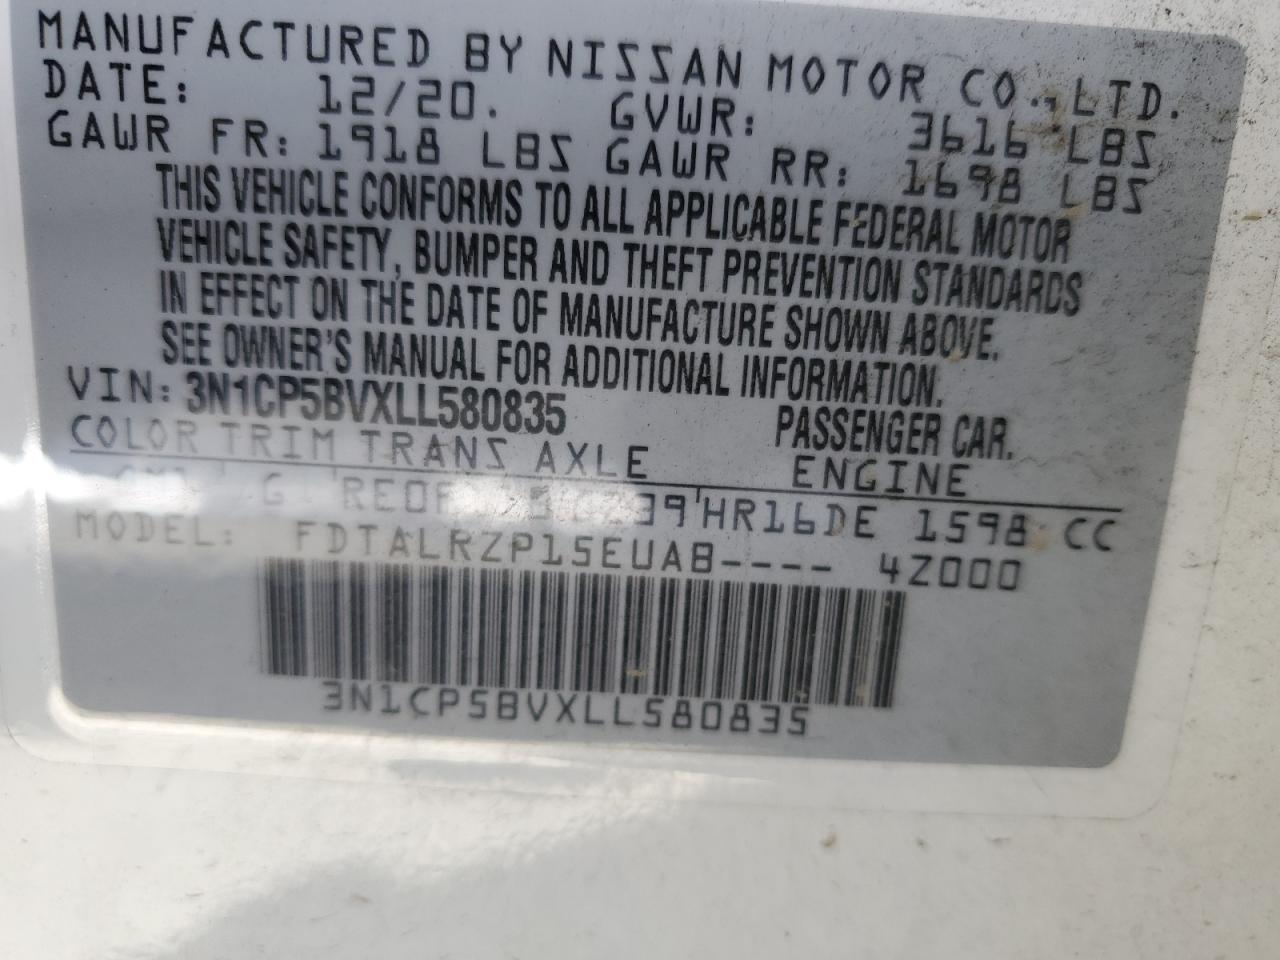 MANUFACTURED BY NISSAN MOTOR CO., LTD.
DATE: 12/20. GVWR: 3616 LBS
GAWR FR: 1918 LBS GAWR RR: 1698 LBS
THIS VEHICLE CONFORMS TO ALL APPLICABLE FEDERAL MOTOR
VEHICLE SAFETY, BUMPER AND THEFT PREVENTION STANDARDS
IN EFFECT ON THE DATE OF MANUFACTURE SHOWN ABOVE.
SEE OWNER'S MANUAL FOR ADDITIONAL INFORMATION.
VIN: 3N1CP5BVXLL580835 PASSENGER CAR.
COLOR TRIM TRANS AXLE ENGINE
G HR16DE 1598 CC
MODEL: FDTALRZP15EUAB---- 4Z000
3N1CP5BVXLL580835